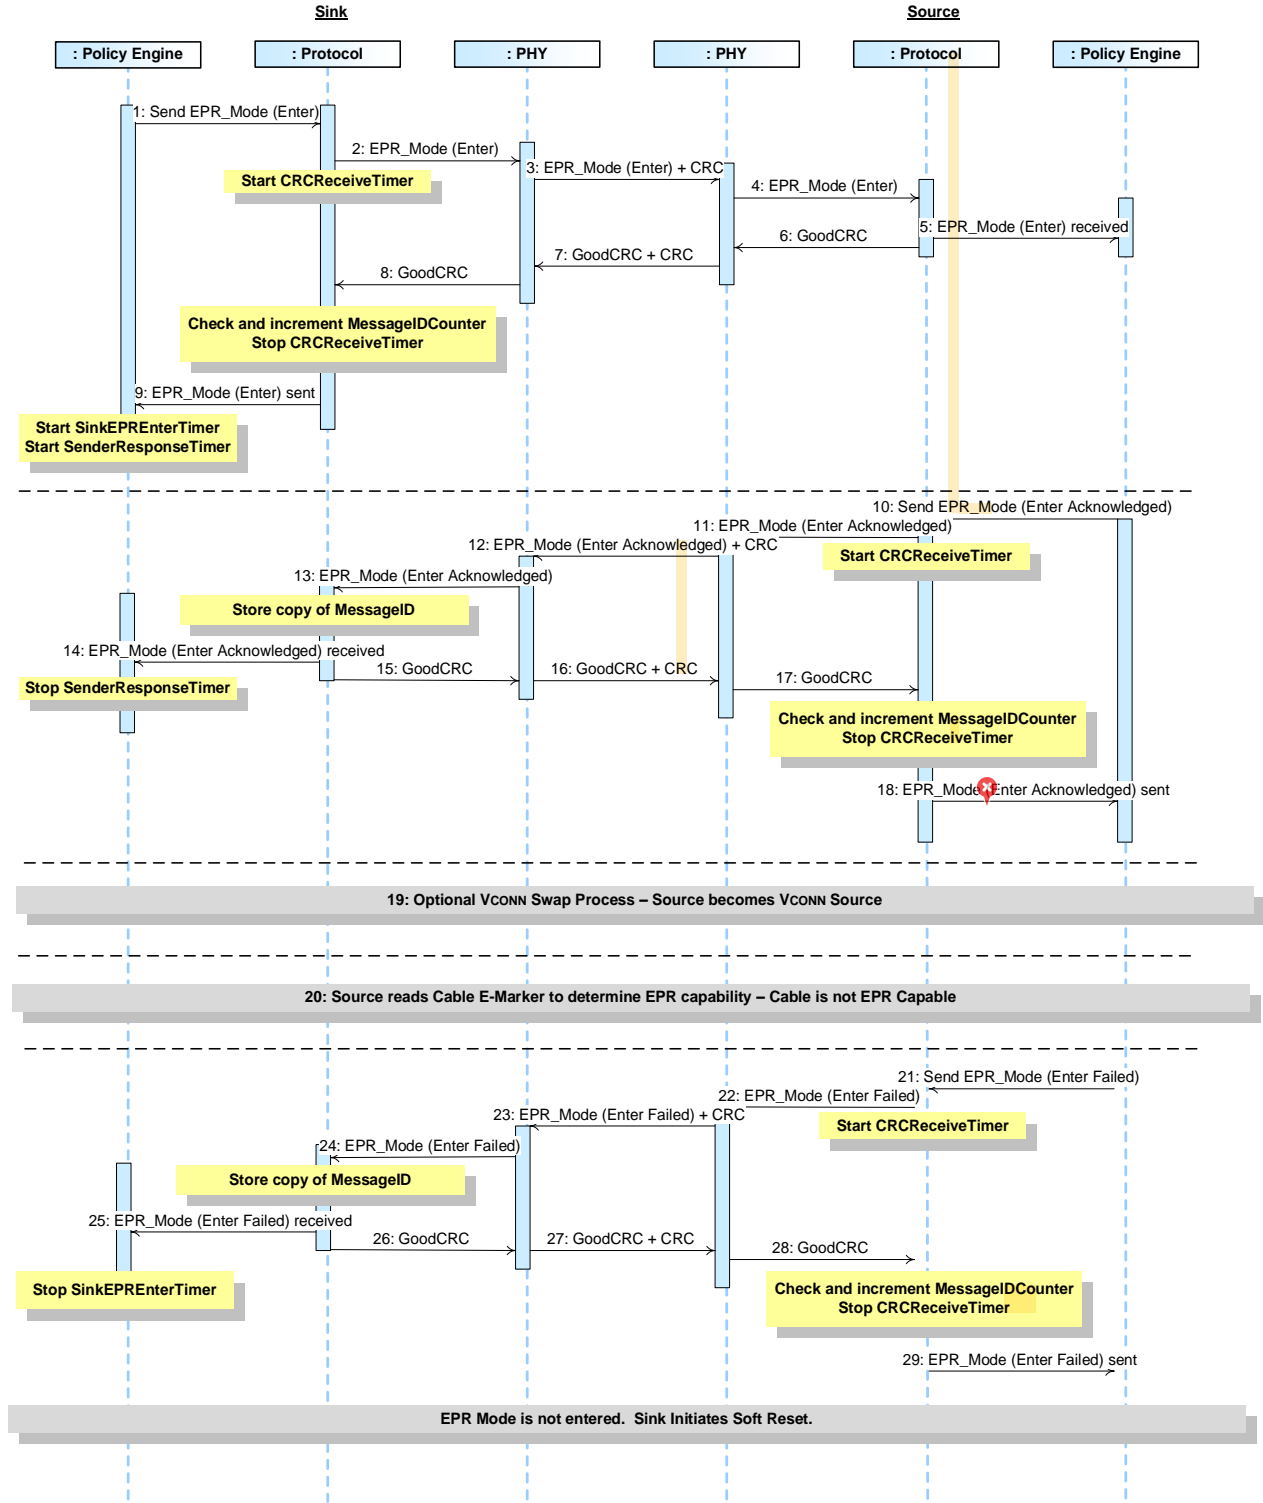 Sink
Source
: Policy Engine
: Protocol
: PHY
: PHY
: Protocol
: Policy Engine
1: Send EPR_Mode (Enter)
2: EPR_Mode (Enter)
Start CRCReceiveTimer
3: EPR_Mode (Enter) + CRC
4: EPR_Mode (Enter)
5: EPR_Mode (Enter) received
6: GoodCRC
7: GoodCRC + CRC
8: GoodCRC
Check and increment MessageIDCounter
Stop CRCReceiveTimer
9: EPR_Mode (Enter) sent
Start SinkEPREnterTimer
Start SenderResponseTimer
10: Send EPR_Mode (Enter Acknowledged)
11: EPR_Mode (Enter Acknowledged)
Start CRCReceiveTimer
12: EPR_Mode (Enter Acknowledged) + CRC
13: EPR_Mode (Enter Acknowledged)
Store copy of MessageID
14: EPR_Mode (Enter Acknowledged) received
15: GoodCRC
16: GoodCRC + CRC
17: GoodCRC
Stop SenderResponseTimer
Check and increment MessageIDCounter
Stop CRCReceiveTimer
18: EPR_Mode (Enter Acknowledged) sent
19: Optional VCONN Swap Process – Source becomes VCONN Source
20: Source reads Cable E-Marker to determine EPR capability – Cable is not EPR Capable
21: Send EPR_Mode (Enter Failed)
22: EPR_Mode (Enter Failed)
Start CRCReceiveTimer
23: EPR_Mode (Enter Failed) + CRC
24: EPR_Mode (Enter Failed)
Store copy of MessageID
25: EPR_Mode (Enter Failed) received
26: GoodCRC
27: GoodCRC + CRC
28: GoodCRC
Stop SinkEPREnterTimer
Check and increment MessageIDCounter
Stop CRCReceiveTimer
29: EPR_Mode (Enter Failed) sent
EPR Mode is not entered.  Sink Initiates Soft Reset.